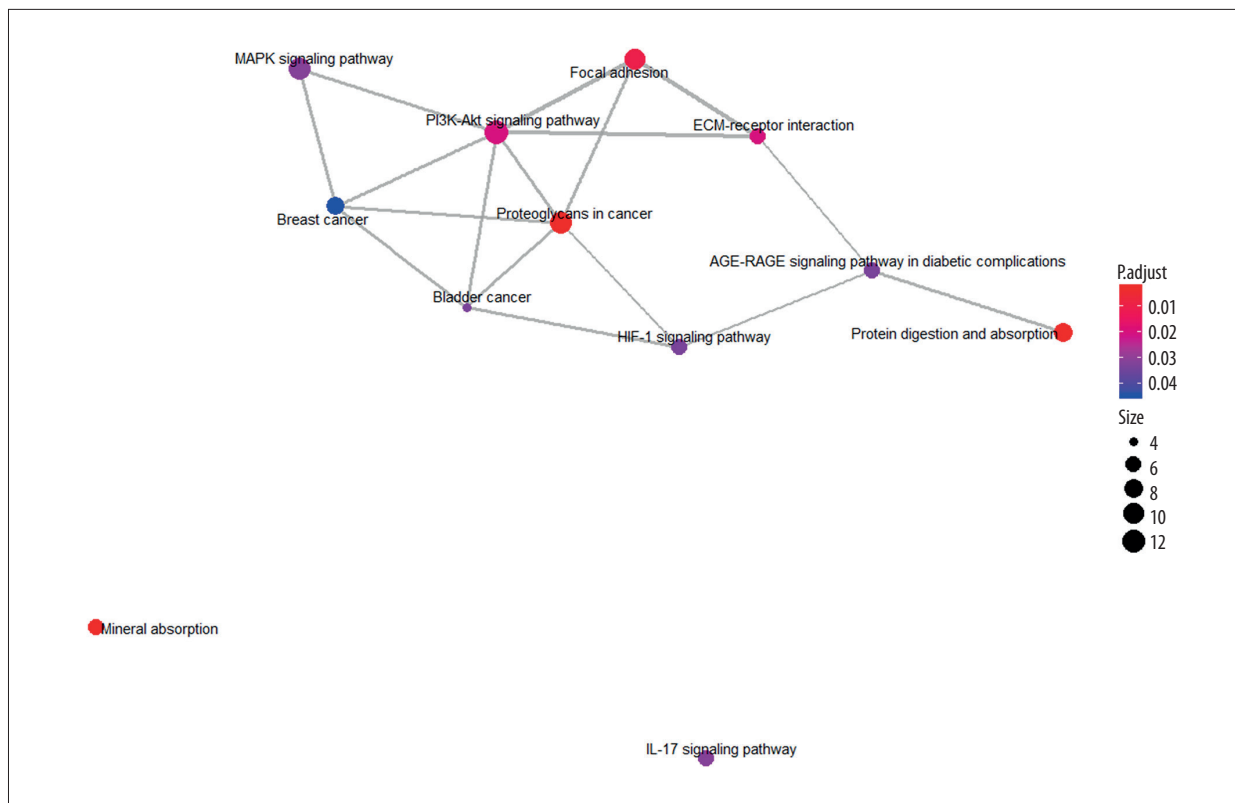 MAPK signaling pathway
Focal adhesion
PI3K-Akt signaling pathway
ECM-receptor interaction
Breast cancer
Proteoglycans in cancer
AGE-RAGE signaling pathway in diabetic complications
Bladder cancer
HIF-1 signaling pathway
Protein digestion and absorption
Mineral absorption
IL-17 signaling pathway
P.adjust
0.01
0.02
0.03
0.04
Size
4
6
8
10
12